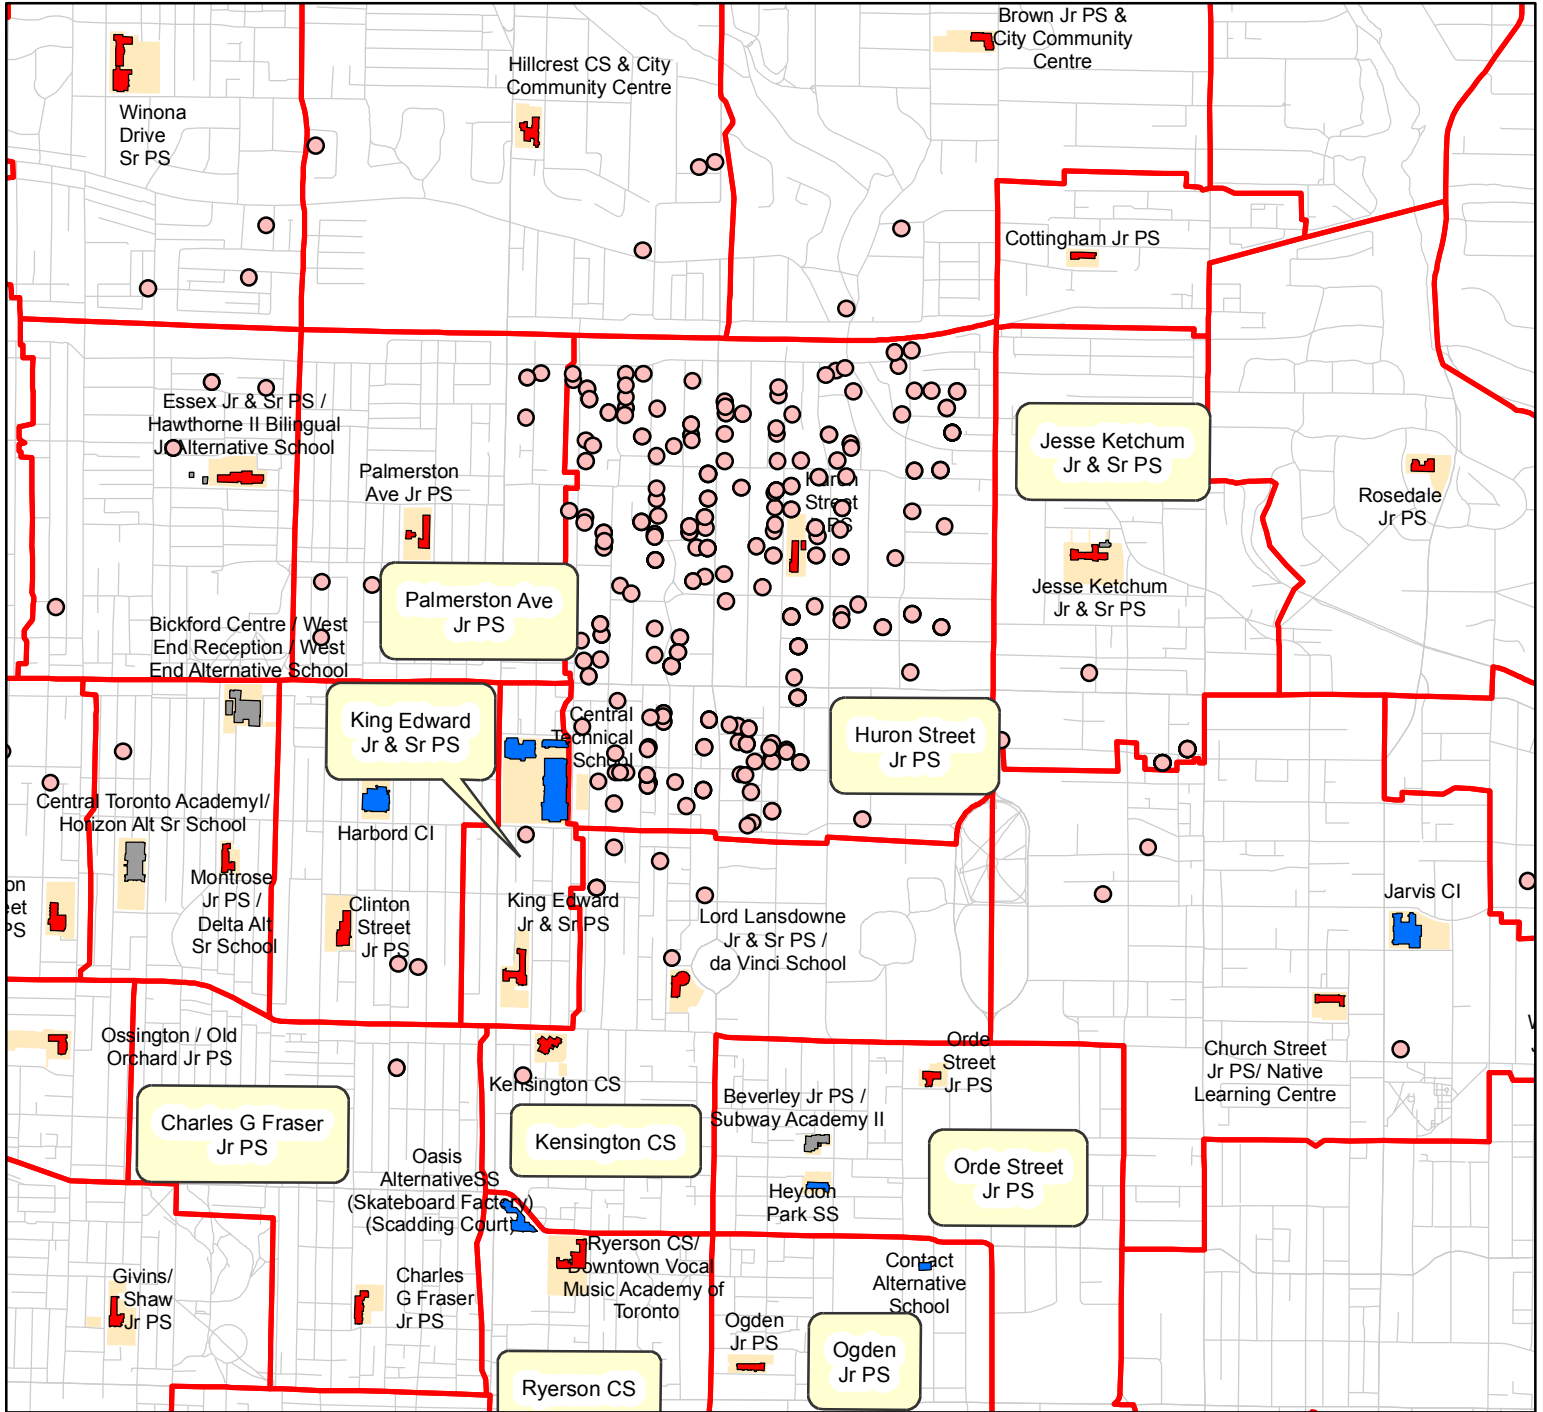 Brown Jr PS &
City Community
Centre
Hillcrest CS & City
Community Centre
Winona
Drive
Sr PS
Cottingham Jr PS
Essex Jr & Sr PS /
Hawthorne II Bilingual
Jr Alternative School
Palmerston
Ave Jr PS
Huron
Street
Jr PS
Jesse Ketchum
Jr & Sr PS
Rosedale
Jr PS
Jesse Ketchum
Jr & Sr PS
Palmerston Ave
Jr PS
Bickford Centre / West
End Reception / West
End Alternative School
King Edward
Jr & Sr PS
Central
Technical
School
Huron Street
Jr PS
Central Toronto AcademyI/
Horizon Alt Sr School
Harbord CI
Montrose
Jr PS /
Delta Alt
Sr School
Clinton
Street
Jr PS
King Edward
Jr & Sr PS
Lord Lansdowne
Jr & Sr PS /
da Vinci School
Jarvis CI
on
eet
PS
Ossington / Old
Orchard Jr PS
Kensington CS
Orde
Street
Jr PS
Church Street
Jr PS/ Native
Learning Centre
Beverley Jr PS /
Subway Academy II
Charles G Fraser
Jr PS
Kensington CS
Orde Street
Jr PS
Oasis
AlternativeSS
(Skateboard Factory)
(Scadding Court)
Heydon
Park SS
Ryerson CS/
Downtown Vocal
Music Academy of
Toronto
Contact
Alternative
School
Givins/
Shaw
Jr PS
Charles
G Fraser
Jr PS
Ogden
Jr PS
Ogden
Jr PS
Ryerson CS